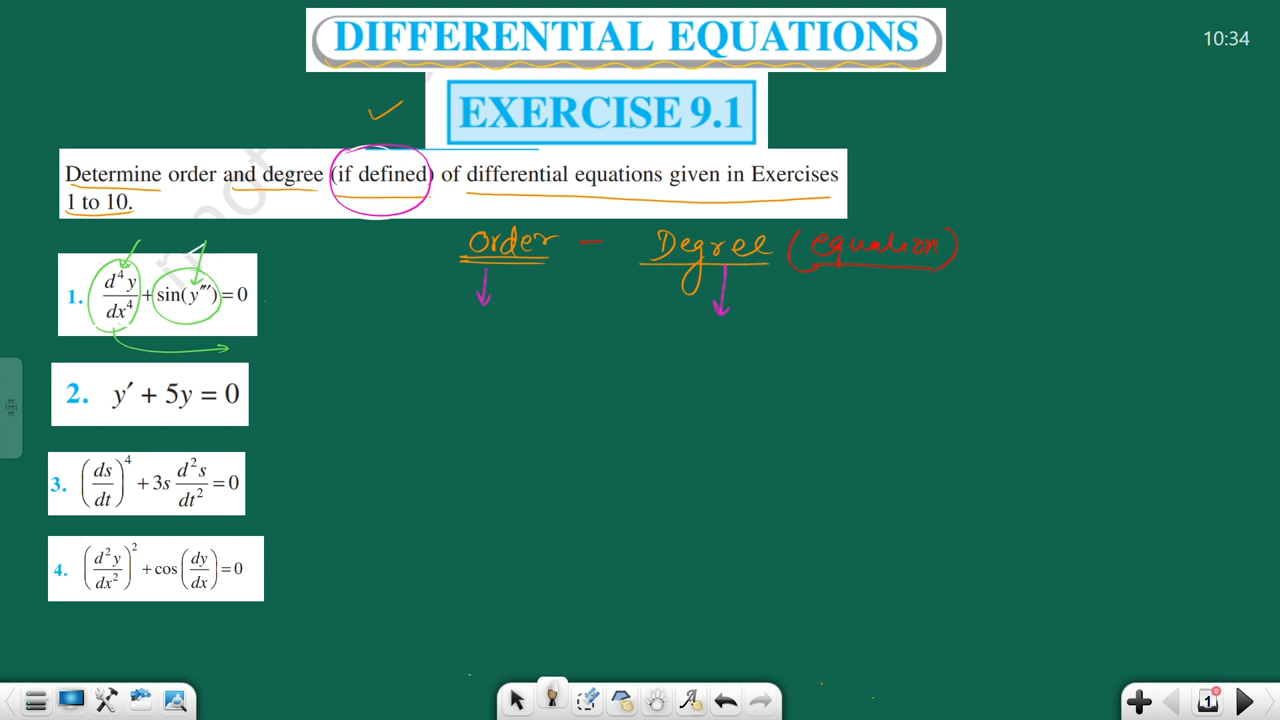 DIFFERENTIAL EQUATIONS
10:34
EXERCISE 9.1
Determine order and degree (if defined) of differential equations given in Exercises
1 to 10.
Order - Degree (equation)
1. d⁴y/dx⁴ + sin(y''') = 0
2. y′ + 5y = 0
3. (ds/dt)⁴ + 3s d²s/dt² = 0
4. (d²y/dx²)² + cos(dy/dx) = 0
1